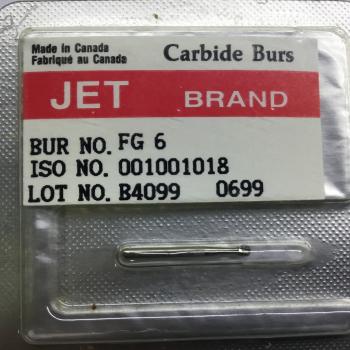 Made in Canada
Fabriqué au Canada
Carbide Burs
JET BRAND
BUR NO. FG 6
ISO NO. 001001018
LOT NO. B4099 0699